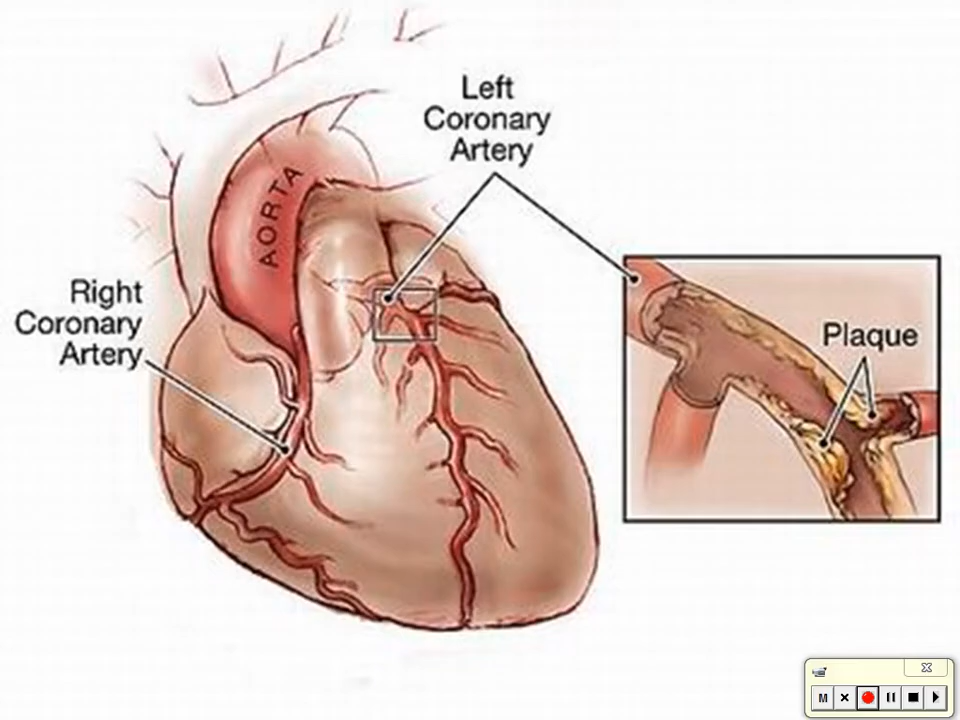 Left
Coronary
Artery
AORTA
Right
Coronary
Artery
Plaque
M